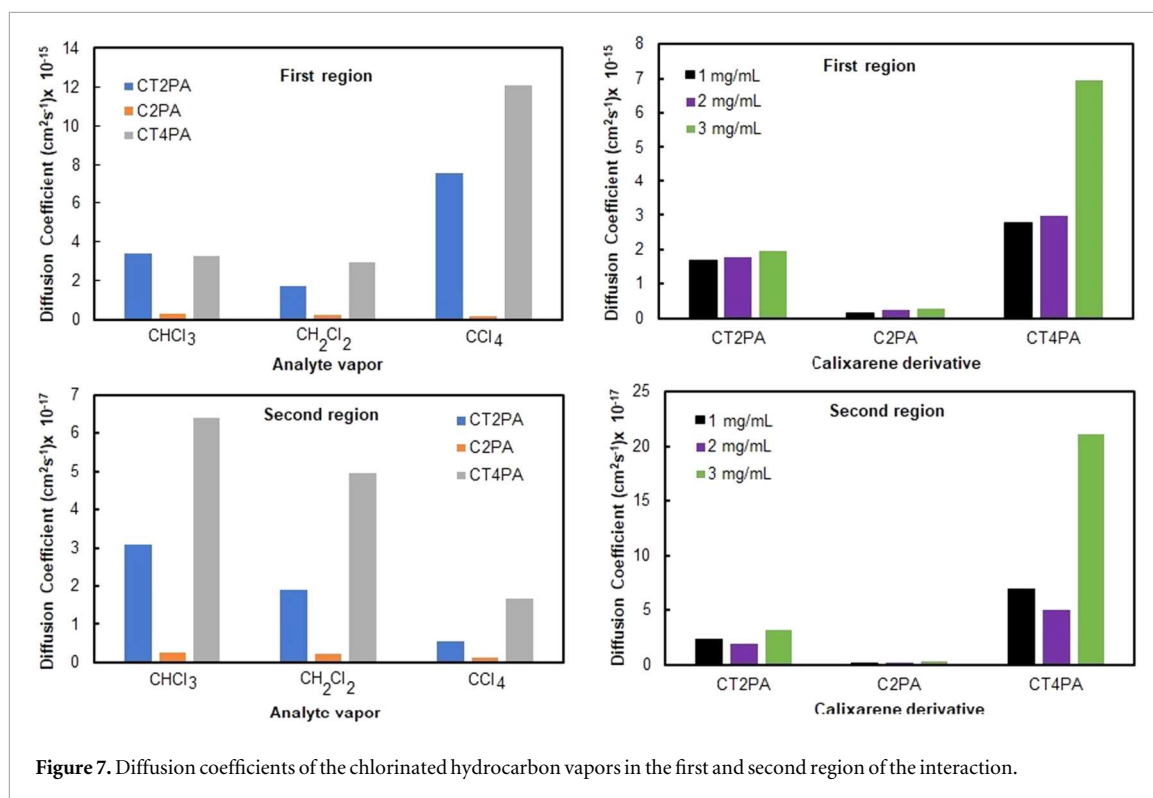 14
12
10
8
6
4
2
0
Diffusion Coefficient (cm²s⁻¹)x 10⁻¹⁵
First region
CT2PA
C2PA
CT4PA
CHCl₃
CH₂Cl₂
CCl₄
Analyte vapor
8
7
6
5
4
3
2
1
0
Diffusion Coefficient (cm²s⁻¹)x 10⁻¹⁵
First region
1 mg/mL
2 mg/mL
3 mg/mL
CT2PA
C2PA
CT4PA
Calixarene derivative
7
6
5
4
3
2
1
0
Diffusion Coefficient (cm²s⁻¹)x 10⁻¹⁷
Second region
CT2PA
C2PA
CT4PA
CHCl₃
CH₂Cl₂
CCl₄
Analyte vapor
25
20
15
10
5
0
Diffusion Coefficient (cm²s⁻¹)x 10⁻¹⁷
Second region
1 mg/mL
2 mg/mL
3 mg/mL
CT2PA
C2PA
CT4PA
Calixarene derivative
Figure 7. Diffusion coefficients of the chlorinated hydrocarbon vapors in the first and second region of the interaction.